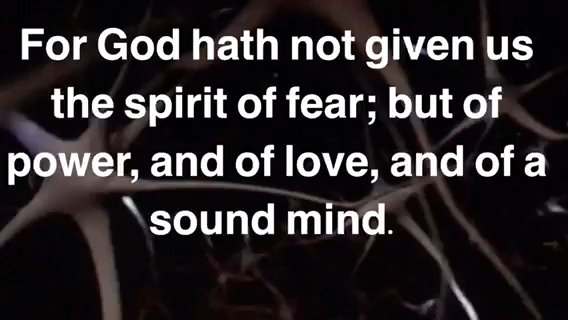 For God hath not given us
the spirit of fear; but of
power, and of love, and of a
sound mind.